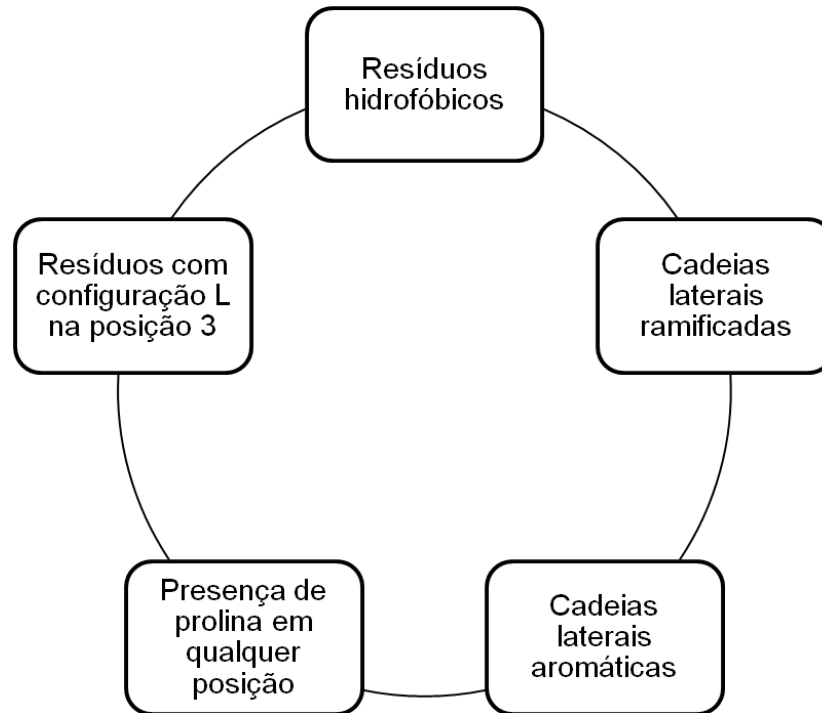 Resíduos
hidrofóbicos
Cadeias
laterais
ramificadas
Cadeias
laterais
aromáticas
Presença de
prolina em
qualquer
posição
Resíduos com
configuração L
na posição 3